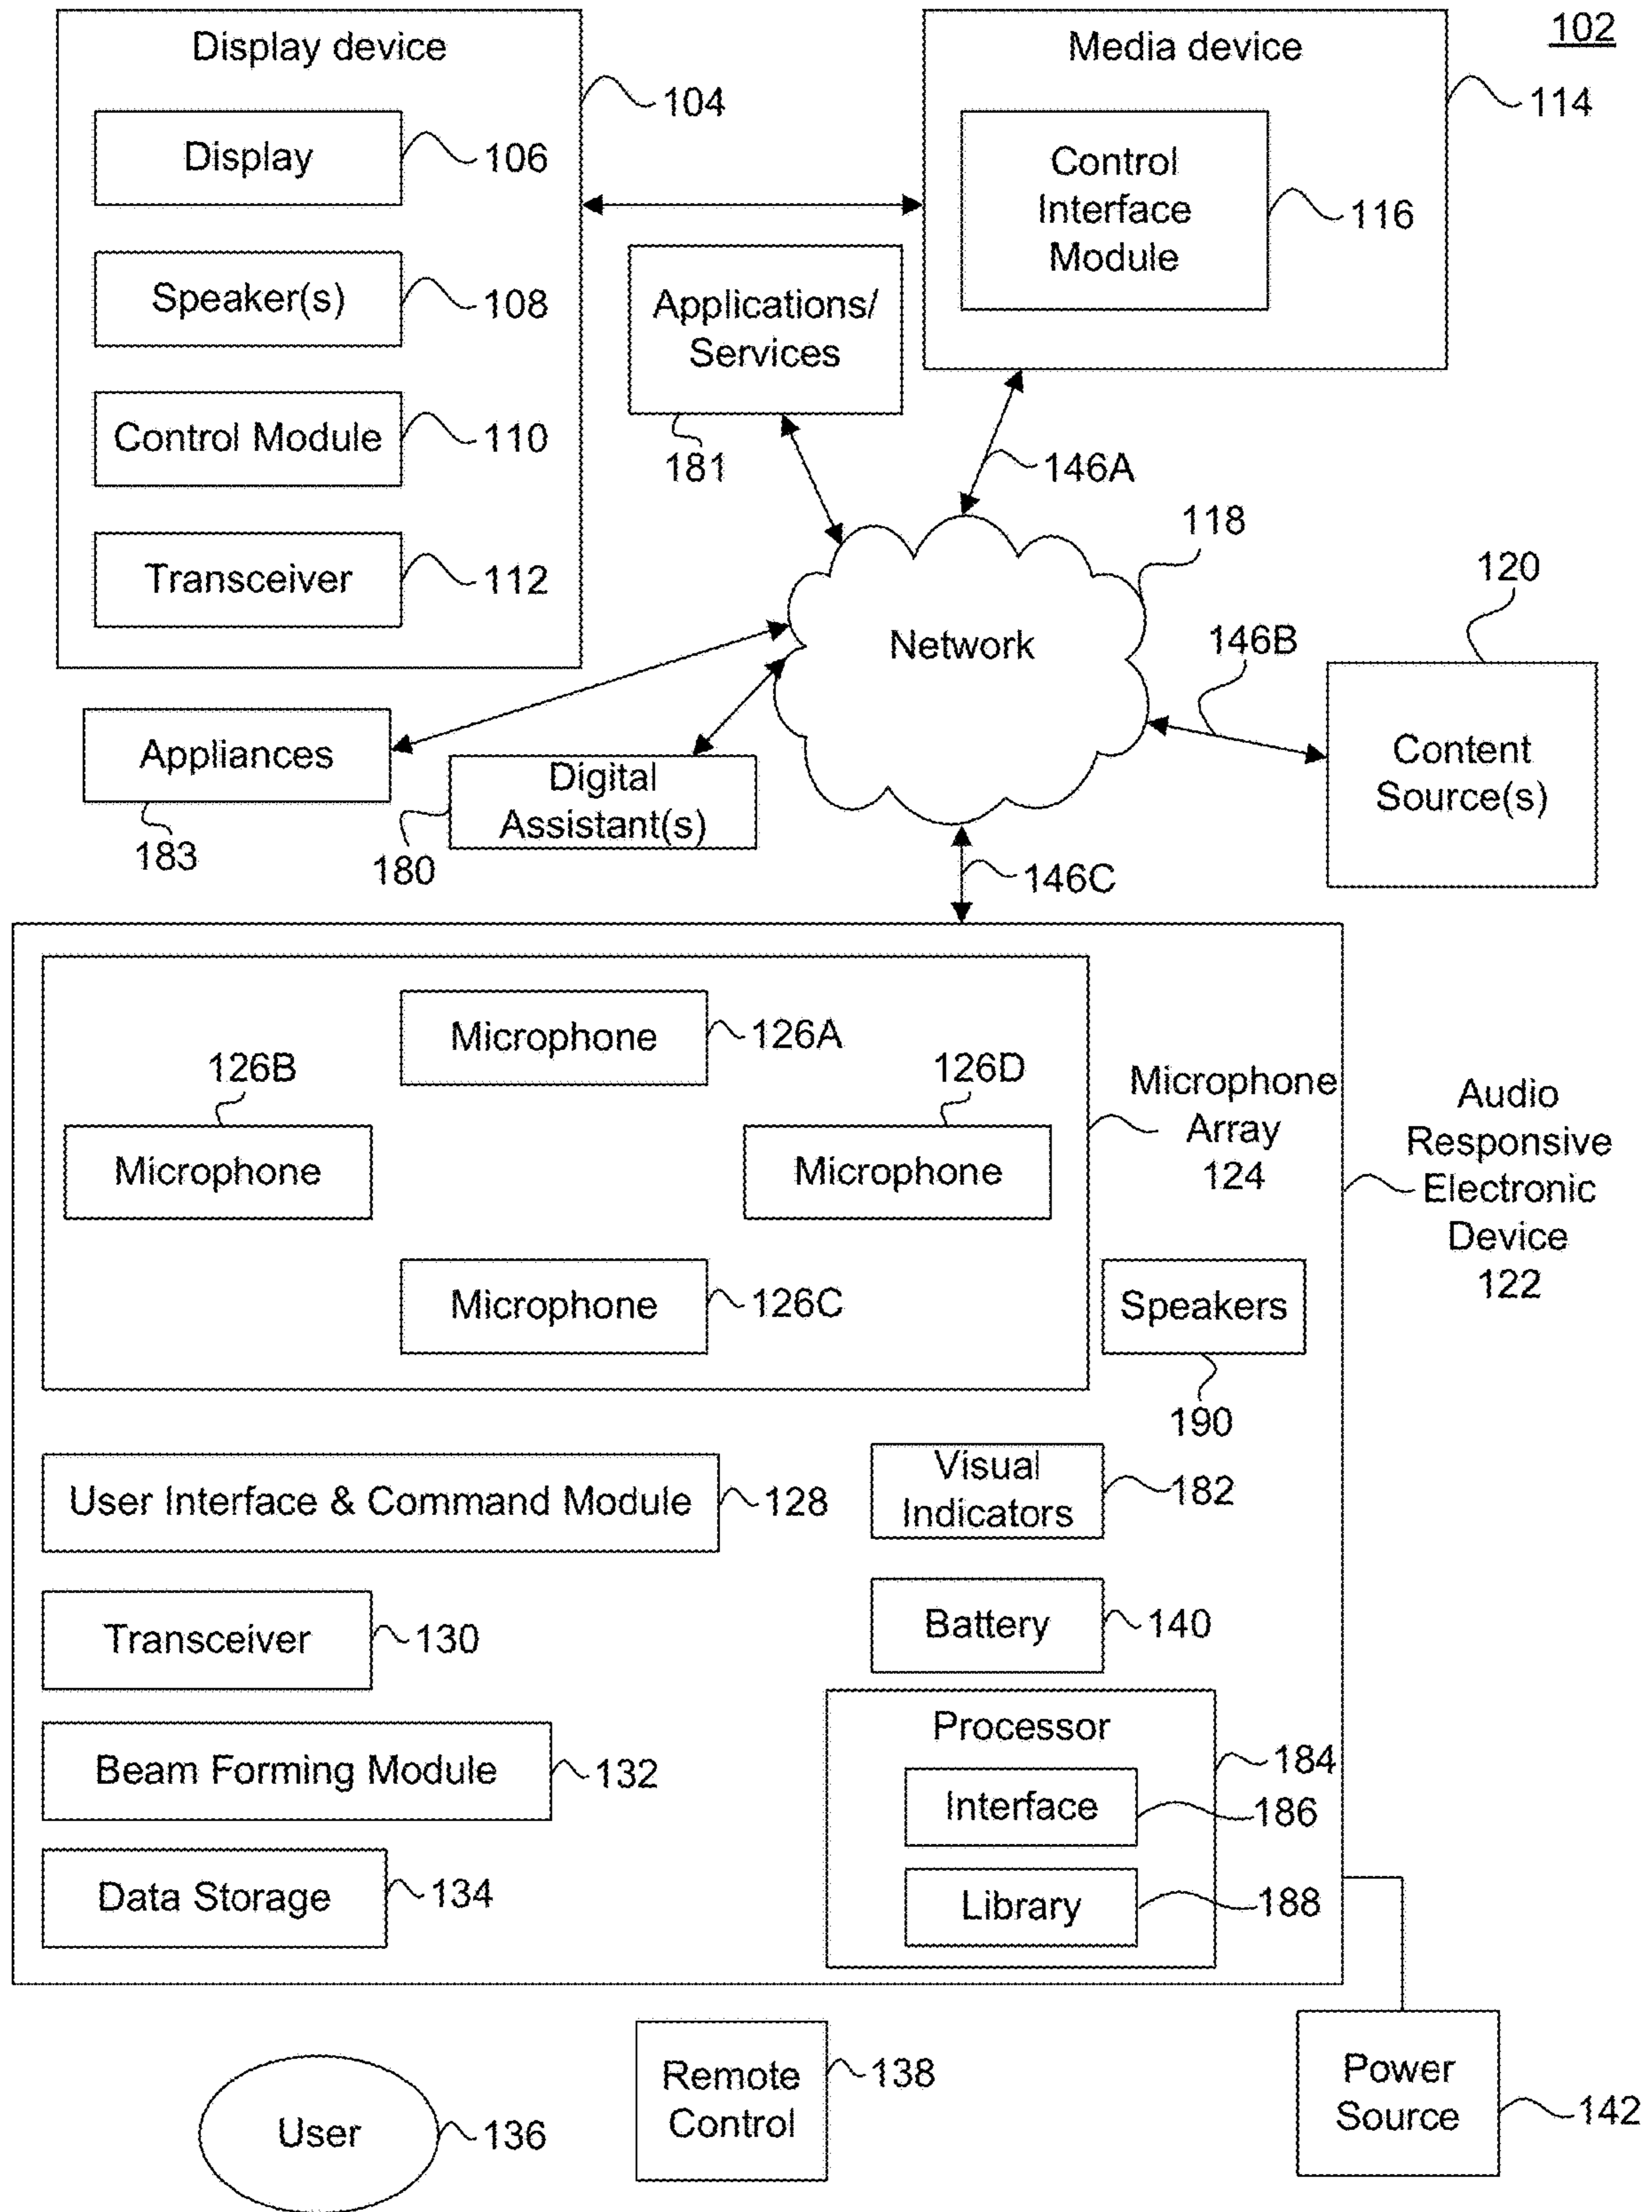 102
Display device
104
Display
106
Speaker(s)
108
Control Module
110
Transceiver
112
Media device
114
Control
Interface
Module
116
Applications/
Services
181
146A
118
Network
120
146B
Content
Source(s)
Appliances
183
Digital
Assistant(s)
180
146C
Microphone
126A
126B
Microphone
126D
Microphone
Microphone
126C
Microphone
Array
124
Audio
Responsive
Electronic
Device
122
Speakers
190
User Interface & Command Module
128
Visual
Indicators
182
Transceiver
130
Battery
140
Beam Forming Module
132
Processor
184
Interface
186
Library
188
Data Storage
134
User
136
Remote
Control
138
Power
Source
142